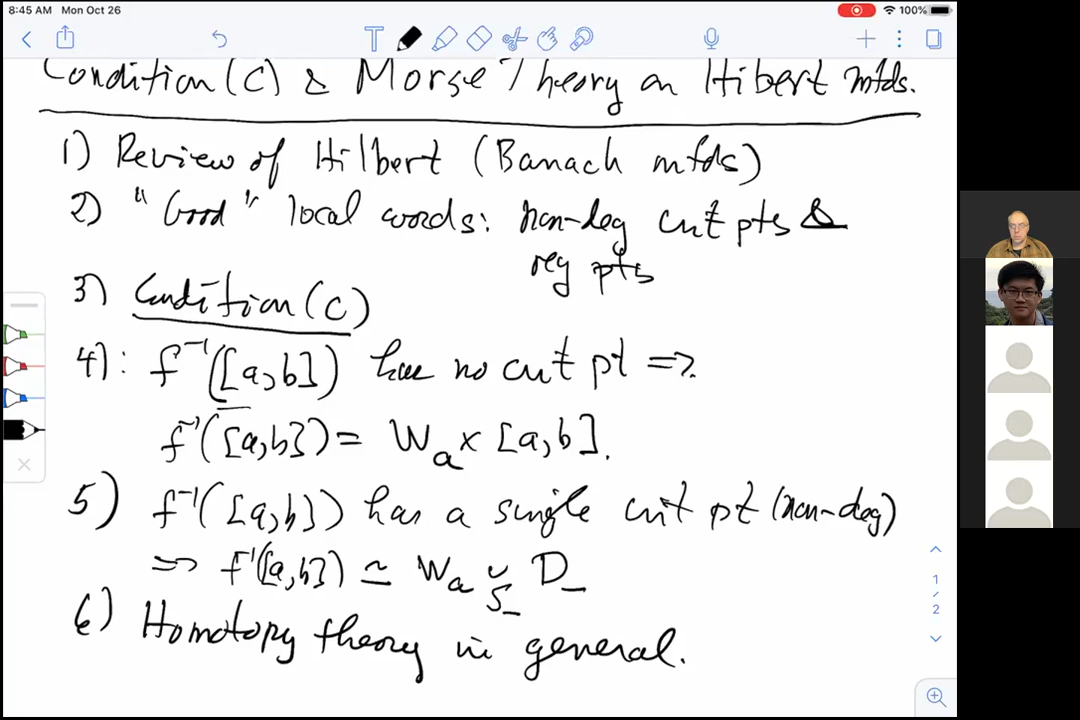 8:45 AM Mon Oct 26
100%
Condition (C) & Morse Theory on Hilbert mfds.
1) Review of Hilbert (Banach mfds)
2) "Good" local words: non-deg crit pts &
reg pts
3) Condition (C)
4): f⁻¹([a,b]) has no crit pt =>
f⁻¹([a,b]) = Wₐ × [a,b].
5) f⁻¹([a,b]) has a single crit pt (non-deg)
=> f⁻¹([a,b]) ≃ Wₐ ∪_S₋ D₋
6) Homotopy theory in general.
1
/
2